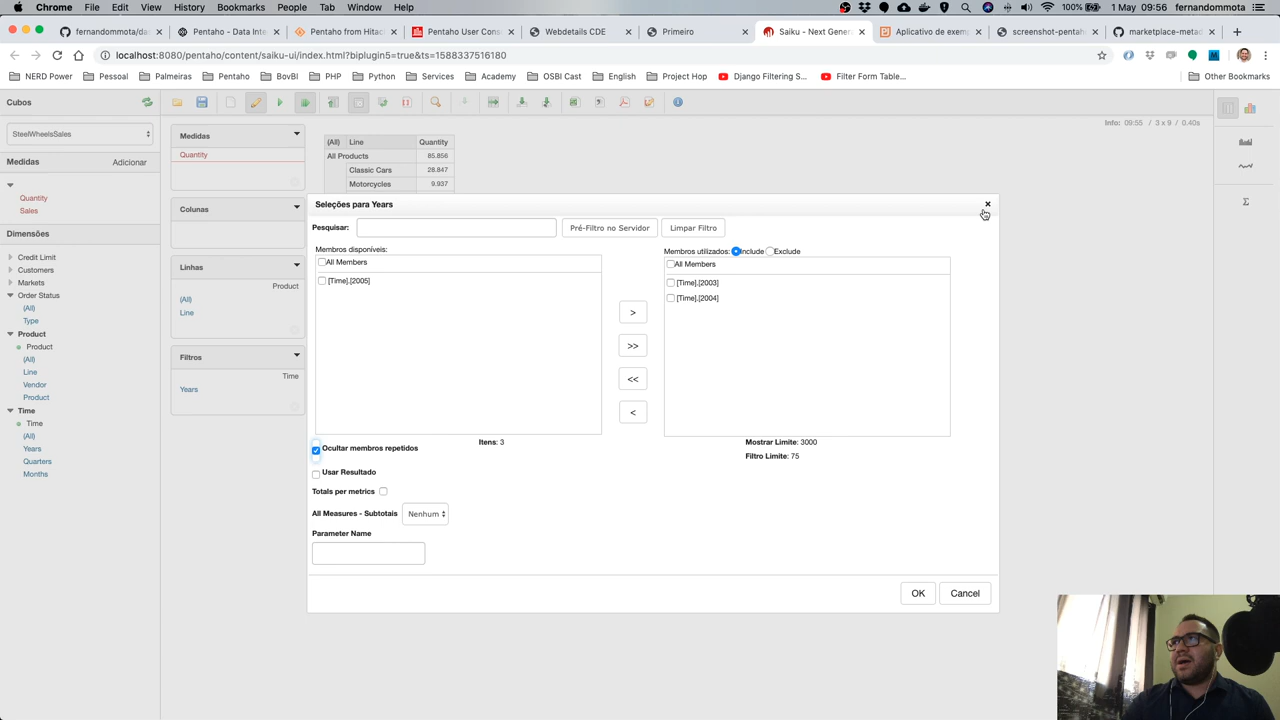 Chrome File Edit View History Bookmarks People Tab Window Help 100% 1 May 09:56 fernandommota
fernandommota/das Pentaho - Data Inte Pentaho from Hitach Pentaho User Conso Webdetails CDE Primeiro Saiku - Next Genera Aplicativo de exemp screenshot-pentaho marketplace-metada
localhost:8080/pentaho/content/saiku-ui/index.html?biplugin5=true&ts=1588337516180
NERD Power Pessoal Palmeiras Pentaho BovBI PHP Python Services Academy OSBI Cast English Project Hop Django Filtering S... Filter Form Table... Other Bookmarks
Cubos
SteelWheelsSales
Medidas Adicionar
Quantity
Sales
Dimensões
Credit Limit
Customers
Markets
Order Status
(All)
Type
Product
Product
(All)
Line
Vendor
Product
Time
Time
(All)
Years
Quarters
Months
Medidas
Quantity
Colunas
Linhas
Product
(All)
Line
Filtros
Time
Years
Info: 09:55 / 3 x 9 / 0.40s
(All) Line Quantity
All Products 85.856
Classic Cars 28.847
Motorcycles 9.937
Seleções para Years
Pesquisar: Pré-Filtro no Servidor Limpar Filtro
Membros disponíveis: Membros utilizados: Include Exclude
All Members
[Time].[2005]
All Members
[Time].[2003]
[Time].[2004]
>
>>
<<
<
Ocultar membros repetidos Itens: 3 Mostrar Limite: 3000
Filtro Limite: 75
Usar Resultado
Totals per metrics
All Measures - Subtotais Nenhum
Parameter Name
OK Cancel